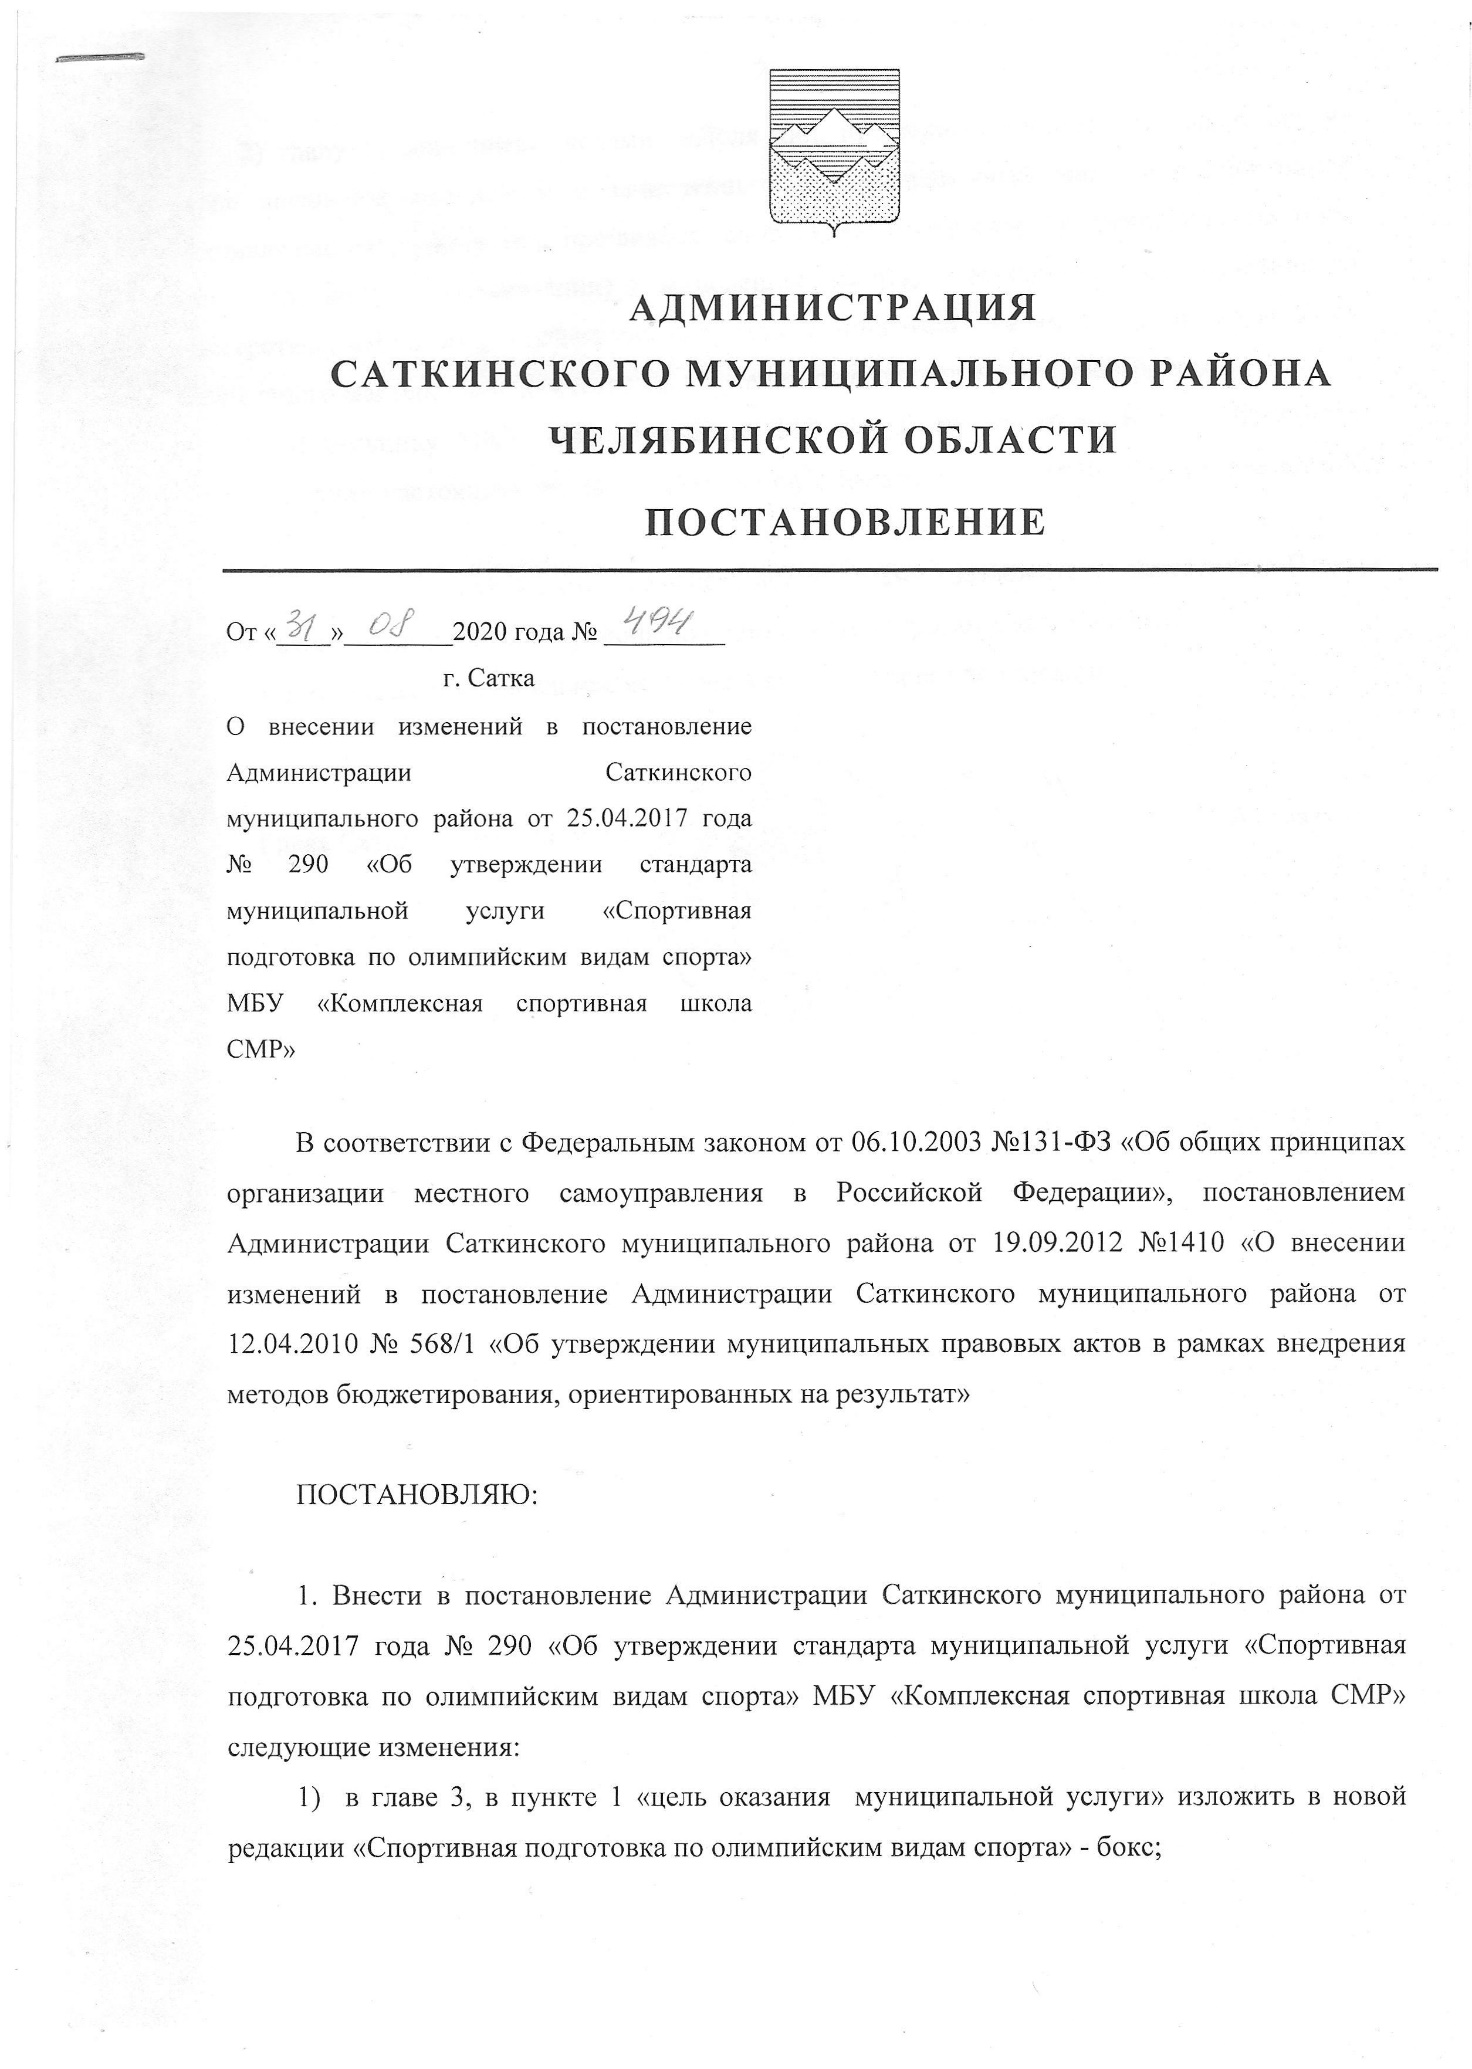 АДМИНИСТРАЦИЯ
САТКИНСКОГО МУНИЦИПАЛЬНОГО РАЙОНА
ЧЕЛЯБИНСКОЙ ОБЛАСТИ
ПОСТАНОВЛЕНИЕ
От «31» 08 2020 года № 494
г. Сатка
О внесении изменений в постановление
Администрации Саткинского
муниципального района от 25.04.2017 года
№ 290 «Об утверждении стандарта
муниципальной услуги «Спортивная
подготовка по олимпийским видам спорта»
МБУ «Комплексная спортивная школа
СМР»
В соответствии с Федеральным законом от 06.10.2003 №131-ФЗ «Об общих принципах
организации местного самоуправления в Российской Федерации», постановлением
Администрации Саткинского муниципального района от 19.09.2012 №1410 «О внесении
изменений в постановление Администрации Саткинского муниципального района от
12.04.2010 № 568/1 «Об утверждении муниципальных правовых актов в рамках внедрения
методов бюджетирования, ориентированных на результат»
ПОСТАНОВЛЯЮ:
1. Внести в постановление Администрации Саткинского муниципального района от
25.04.2017 года № 290 «Об утверждении стандарта муниципальной услуги «Спортивная
подготовка по олимпийским видам спорта» МБУ «Комплексная спортивная школа СМР»
следующие изменения:
1) в главе 3, в пункте 1 «цель оказания муниципальной услуги» изложить в новой
редакции «Спортивная подготовка по олимпийским видам спорта» - бокс;